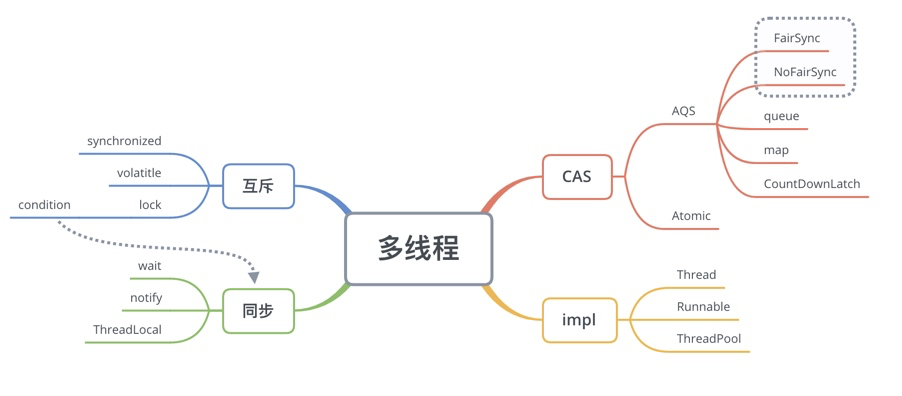 多线程
互斥
synchronized
volatitle
lock
condition
同步
wait
notify
ThreadLocal
CAS
AQS
FairSync
NoFairSync
queue
map
CountDownLatch
Atomic
impl
Thread
Runnable
ThreadPool